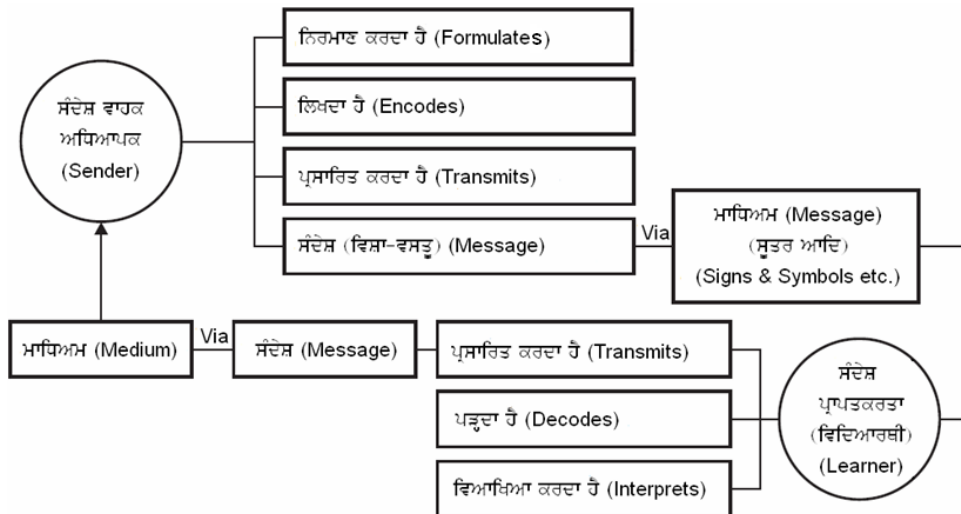 ਨਿਰਮਾਣ ਕਰਦਾ ਹੈ (Formulates)
ਸੰਦੇਸ਼ ਵਾਹਕ
ਅਧਿਆਪਕ
(Sender)
ਲਿਖਦਾ ਹੈ (Encodes)
ਪ੍ਰਸਾਰਿਤ ਕਰਦਾ ਹੈ (Transmits)
ਸੰਦੇਸ਼ (ਵਿਸ਼ਾ-ਵਸਤੂ) (Message)
Via
ਮਾਧਿਅਮ (Message)
(ਸੂਤਰ ਆਦਿ)
(Signs & Symbols etc.)
ਮਾਧਿਅਮ (Medium)
Via
ਸੰਦੇਸ਼ (Message)
ਪ੍ਰਸਾਰਿਤ ਕਰਦਾ ਹੈ (Transmits)
ਪੜ੍ਹਦਾ ਹੈ (Decodes)
ਵਿਆਖਿਆ ਕਰਦਾ ਹੈ (Interprets)
ਸੰਦੇਸ਼
ਪ੍ਰਾਪਤਕਰਤਾ
(ਵਿਦਿਆਰਥੀ)
(Learner)